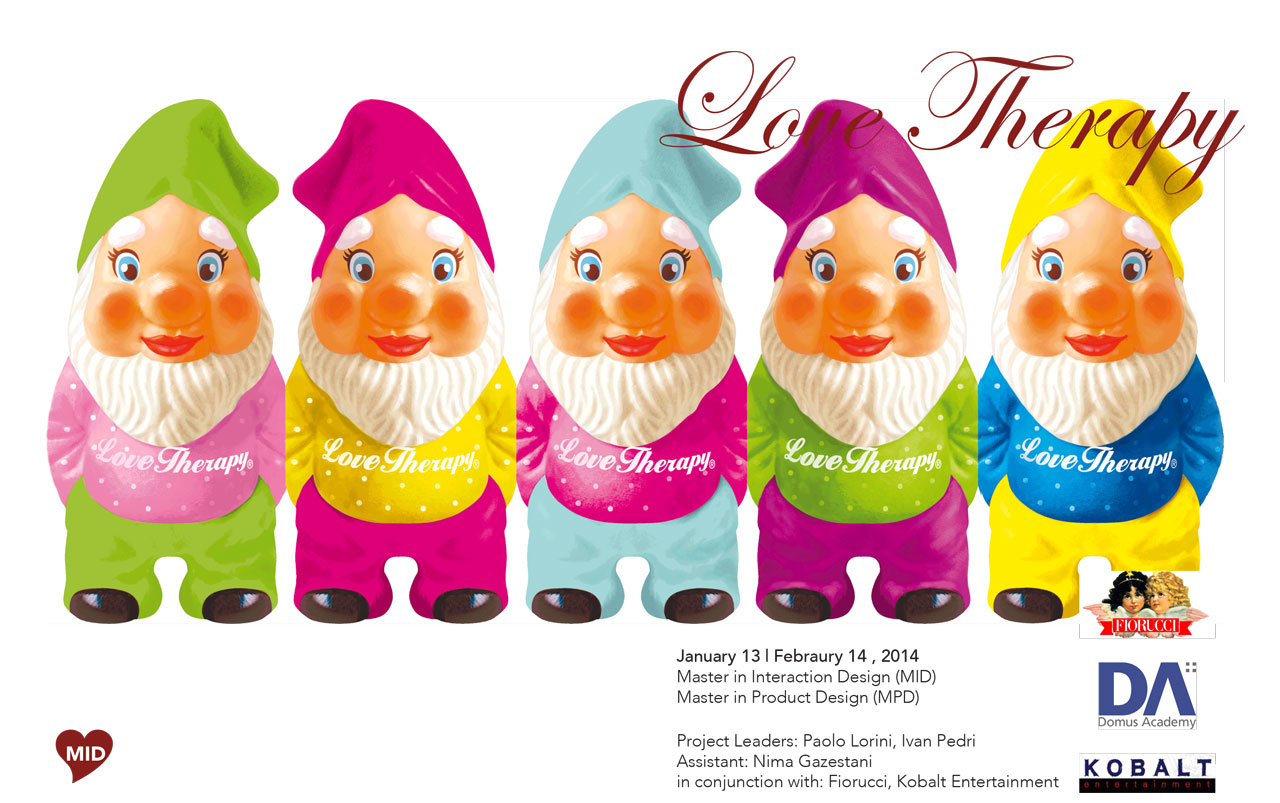 Love Therapy
Love Therapy®
Love Therapy®
Love Therapy®
Love Therapy®
Love Therapy®
FIORUCCI
January 13 | Febraury 14 , 2014
Master in Interaction Design (MID)
Master in Product Design (MPD)
DA
Domus Academy
MID
Project Leaders: Paolo Lorini, Ivan Pedri
Assistant: Nima Gazestani
in conjunction with: Fiorucci, Kobalt Entertainment
KOBALT
entertainment